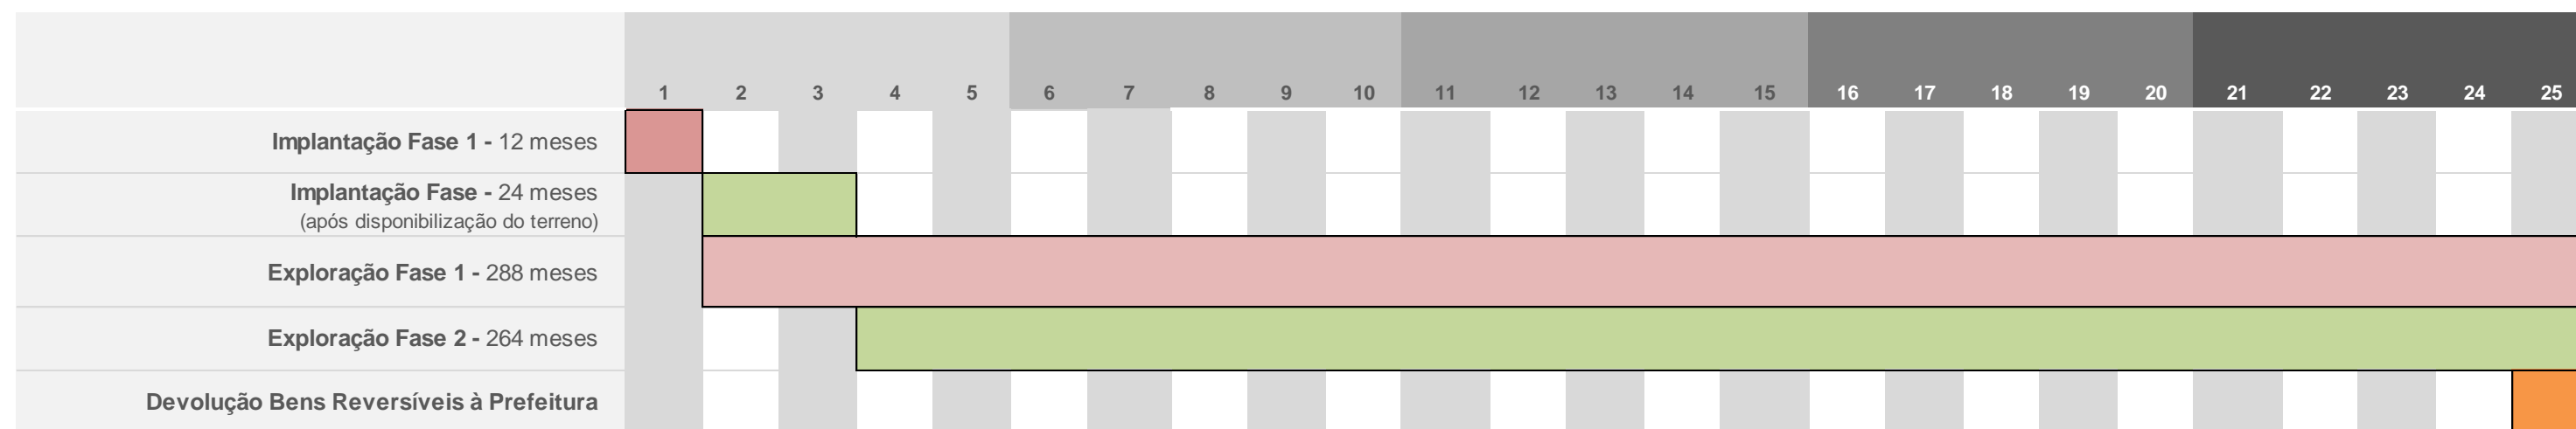 1 2 3 4 5 6 7 8 9 10 11 12 13 14 15 16 17 18 19 20 21 22 23 24 25
Implantação Fase 1 - 12 meses
Implantação Fase - 24 meses
(após disponibilização do terreno)
Exploração Fase 1 - 288 meses
Exploração Fase 2 - 264 meses
Devolução Bens Reversíveis à Prefeitura